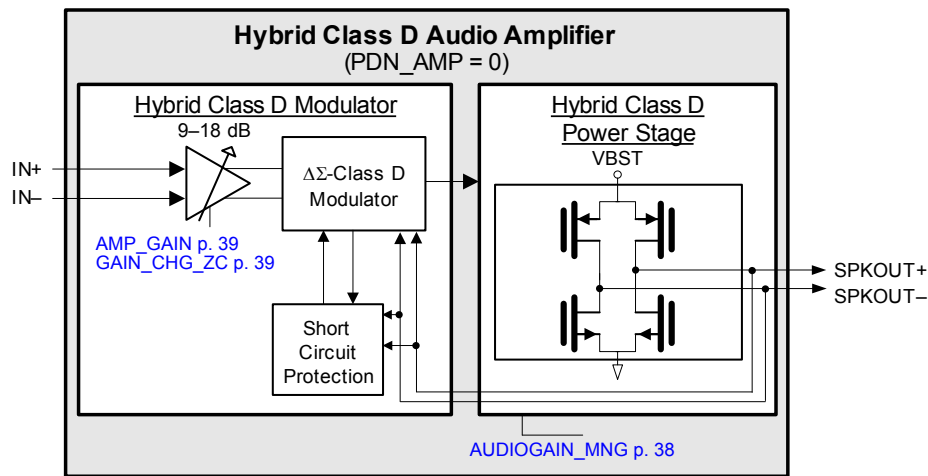 Hybrid Class D Audio Amplifier
(PDN_AMP = 0)
Hybrid Class D Modulator
9–18 dB
IN+
IN–
ΔΣ-Class D
Modulator
AMP_GAIN p. 39
GAIN_CHG_ZC p. 39
Short
Circuit
Protection
Hybrid Class D
Power Stage
VBST
SPKOUT+
SPKOUT–
AUDIOGAIN_MNG p. 38